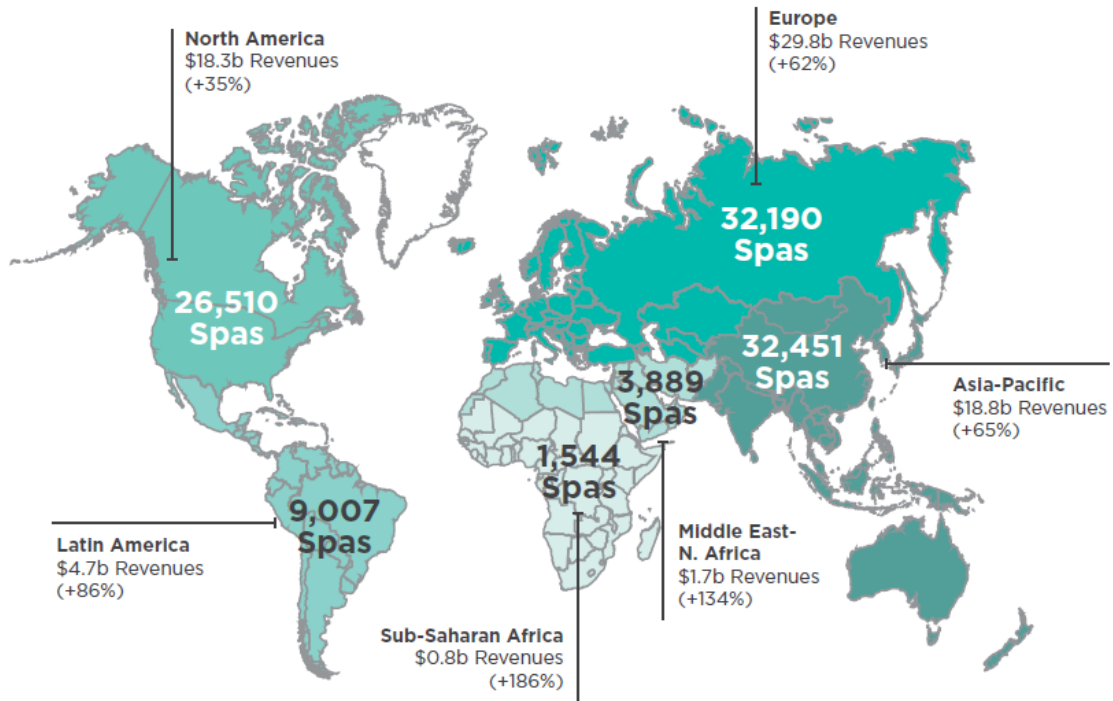 North America
$18.3b Revenues
(+35%)
Europe
$29.8b Revenues
(+62%)
32,190
Spas
26,510
Spas
32,451
Spas
3,889
Spas
Asia-Pacific
$18.8b Revenues
(+65%)
1,544
Spas
9,007
Spas
Latin America
$4.7b Revenues
(+86%)
Middle East-
N. Africa
$1.7b Revenues
(+134%)
Sub-Saharan Africa
$0.8b Revenues
(+186%)